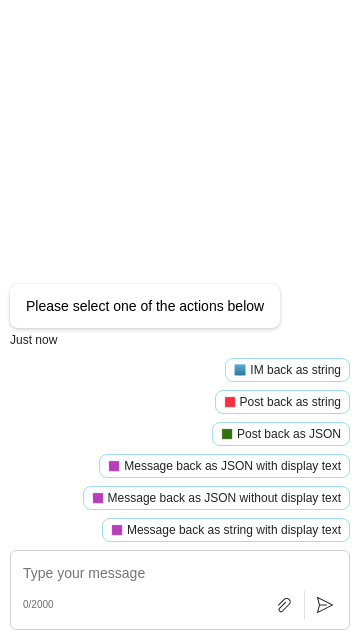 Please select one of the actions below
Just now
IM back as string
Post back as string
Post back as JSON
Message back as JSON with display text
Message back as JSON without display text
Message back as string with display text
Type your message
0/2000